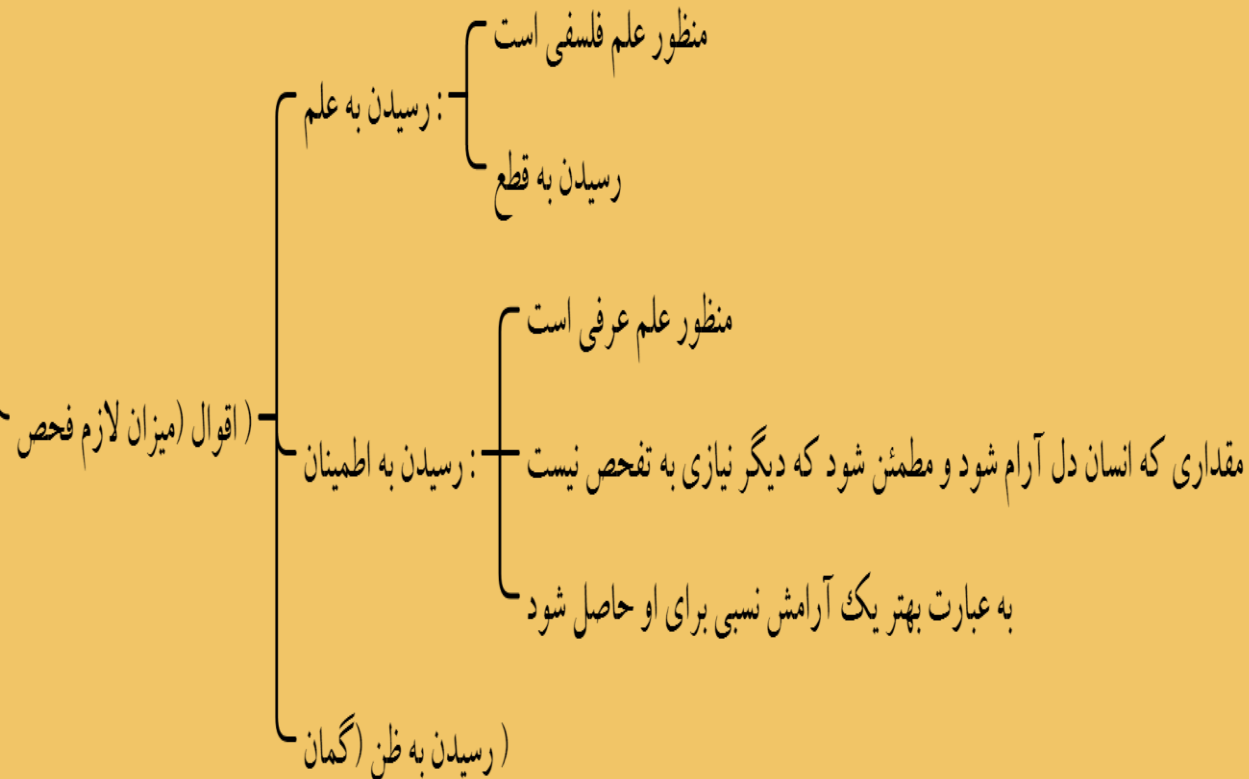 اقوال (میزان لازم فحص)
رسیدن به علم :
منظور علم فلسفی است
رسیدن به قطع
رسیدن به اطمینان :
منظور علم عرفی است
مقداری که انسان دل آرام شود و مطمئن شود که دیگر نیازی به تفحص نیست
به عبارت بهتر یک آرامش نسبی برای او حاصل شود
رسیدن به ظن (گمان)